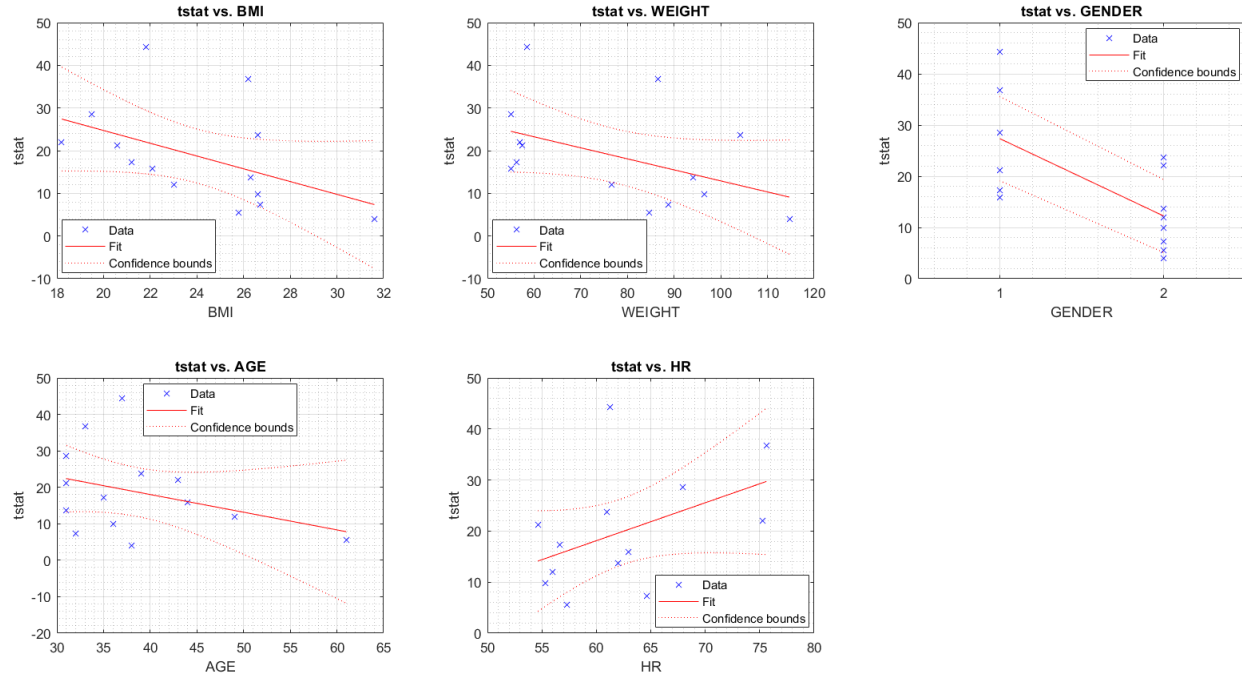 tstat vs. BMI
50
40
30
20
10
0
-10
tstat
Data
Fit
Confidence bounds
18 20 22 24 26 28 30 32
BMI
tstat vs. WEIGHT
50
40
30
20
10
0
-10
tstat
Data
Fit
Confidence bounds
50 60 70 80 90 100 110 120
WEIGHT
tstat vs. GENDER
50
40
30
20
10
0
tstat
Data
Fit
Confidence bounds
1 2
GENDER
tstat vs. AGE
50
40
30
20
10
0
-10
-20
tstat
Data
Fit
Confidence bounds
30 35 40 45 50 55 60 65
AGE
tstat vs. HR
50
40
30
20
10
0
tstat
Data
Fit
Confidence bounds
50 55 60 65 70 75 80
HR